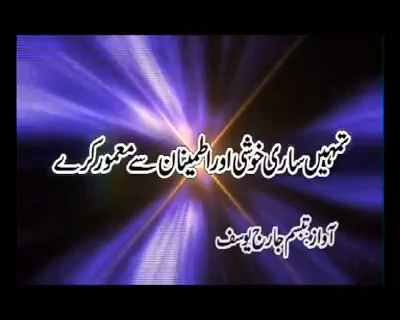 تمہیں ساری خوشی اور اطمینان سے معمور کرے
آواز: تبسم جارج یوسف